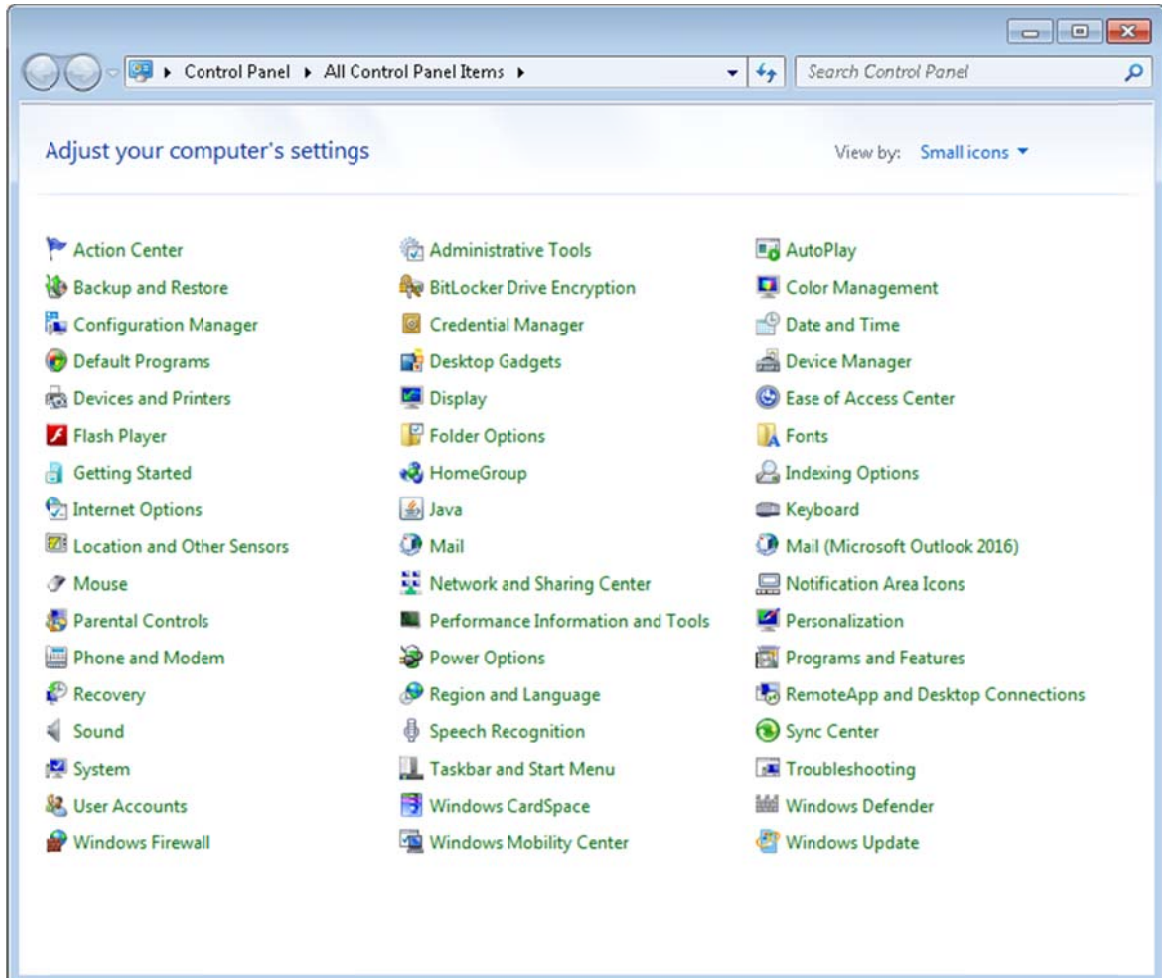 Control Panel All Control Panel Items Search Control Panel
Adjust your computer's settings View by: Small icons
Action Center Administrative Tools AutoPlay
Backup and Restore BitLocker Drive Encryption Color Management
Configuration Manager Credential Manager Date and Time
Default Programs Desktop Gadgets Device Manager
Devices and Printers Display Ease of Access Center
Flash Player Folder Options Fonts
Getting Started HomeGroup Indexing Options
Internet Options Java Keyboard
Location and Other Sensors Mail Mail (Microsoft Outlook 2016)
Mouse Network and Sharing Center Notification Area Icons
Parental Controls Performance Information and Tools Personalization
Phone and Modem Power Options Programs and Features
Recovery Region and Language RemoteApp and Desktop Connections
Sound Speech Recognition Sync Center
System Taskbar and Start Menu Troubleshooting
User Accounts Windows CardSpace Windows Defender
Windows Firewall Windows Mobility Center Windows Update